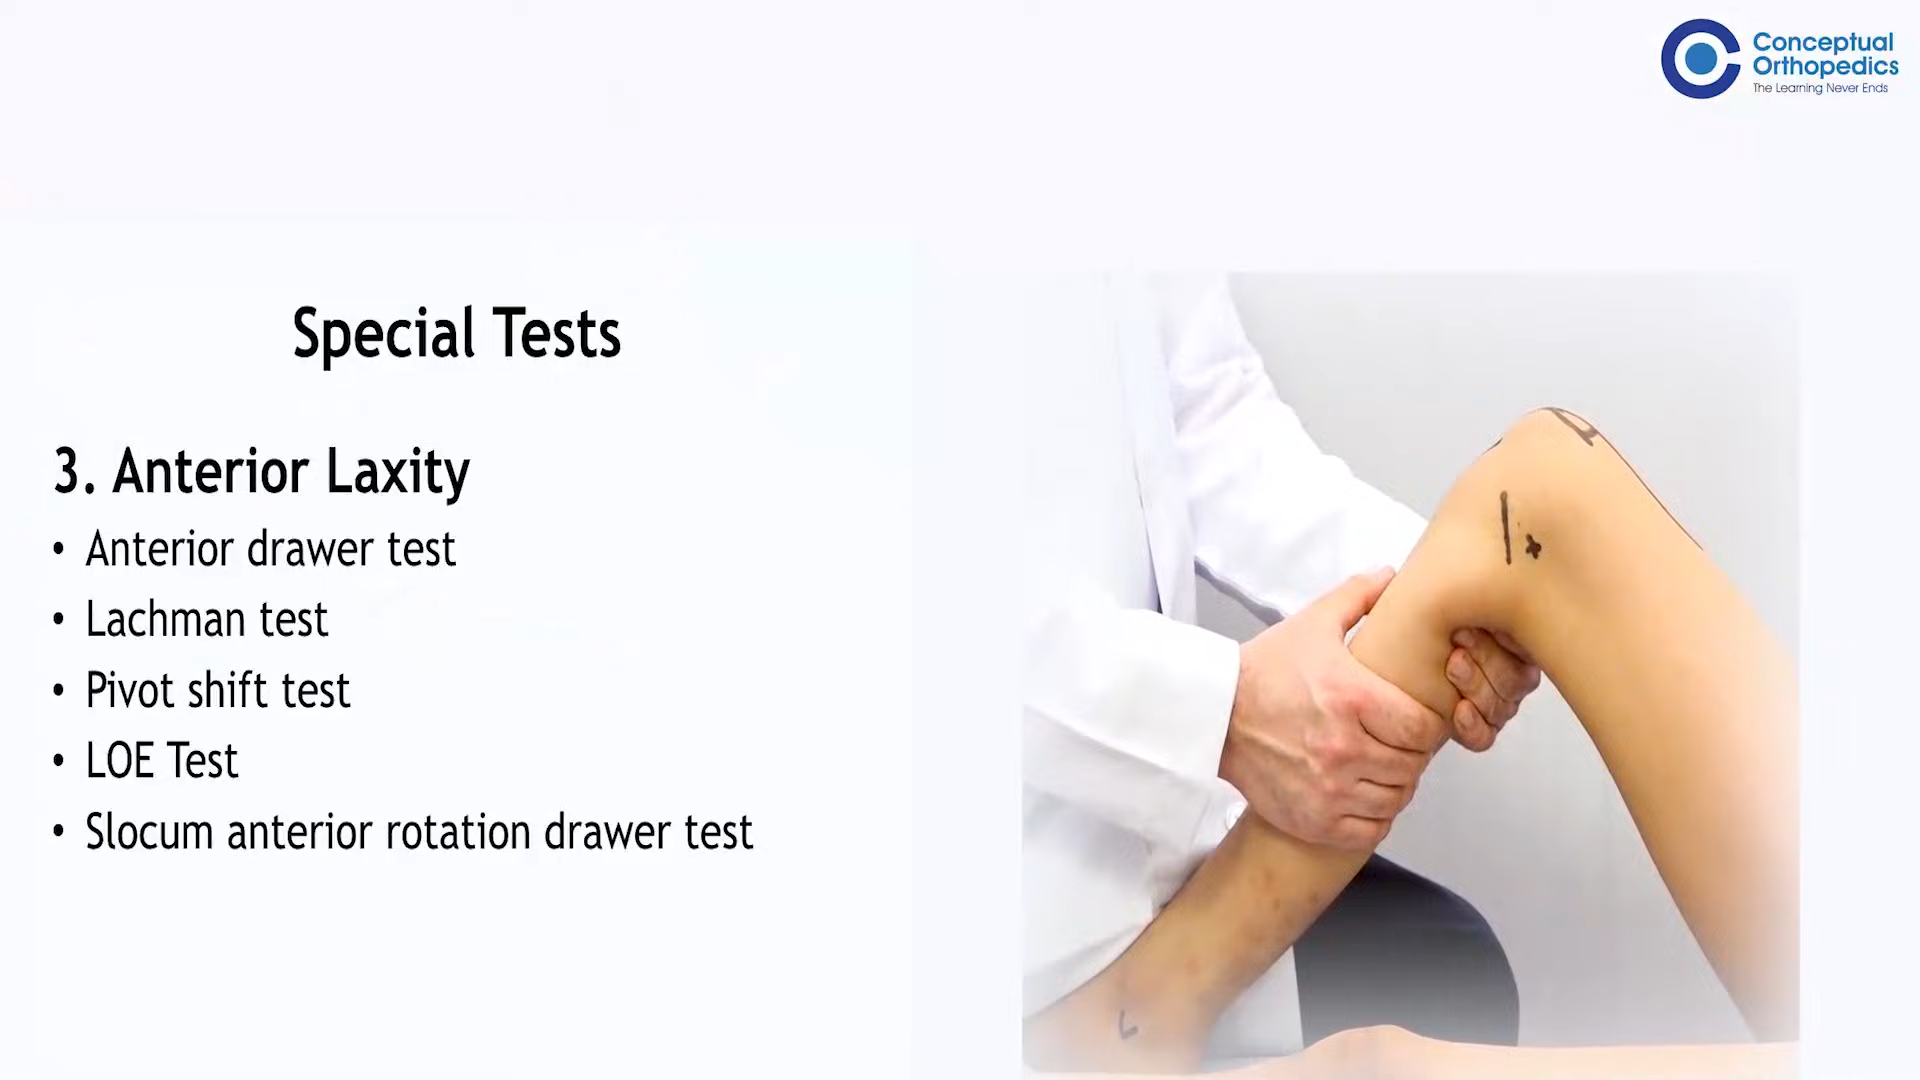 Conceptual
Orthopedics
The Learning Never Ends
Special Tests
3. Anterior Laxity
• Anterior drawer test
• Lachman test
• Pivot shift test
• LOE Test
• Slocum anterior rotation drawer test